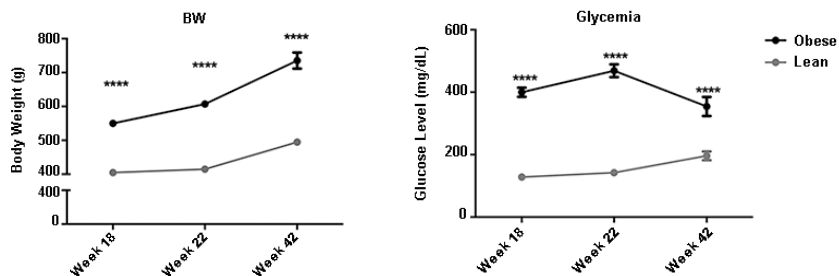 BW
Body Weight (g)
800
700
600
500
400
400
0
****
****
****
Week 18
Week 22
Week 42
Glycemia
Glucose Level (mg/dL)
600
400
200
0
****
****
****
Week 18
Week 22
Week 42
Obese
Lean